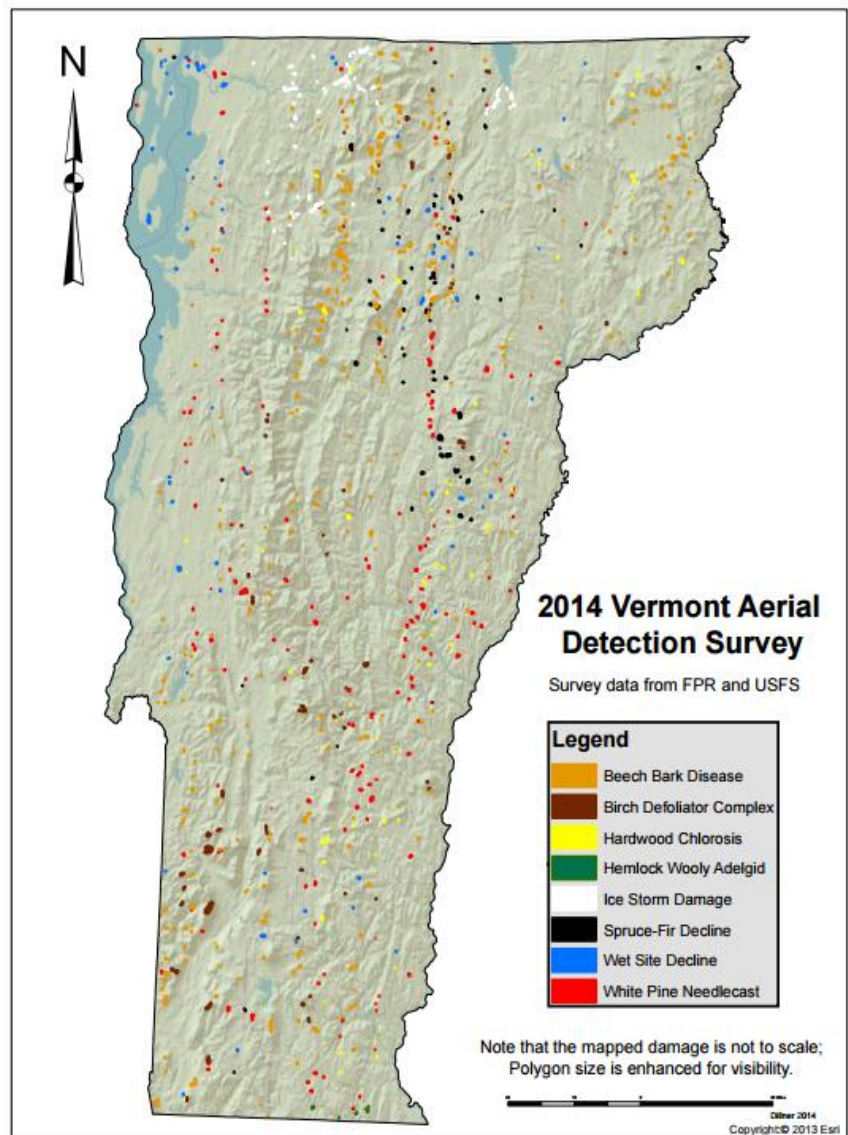 N
2014 Vermont Aerial
Detection Survey
Survey data from FPR and USFS
Legend
Beech Bark Disease
Birch Defoliator Complex
Hardwood Chlorosis
Hemlock Wooly Adelgid
Ice Storm Damage
Spruce-Fir Decline
Wet Site Decline
White Pine Needlecast
Note that the mapped damage is not to scale;
Polygon size is enhanced for visibility.
2014
Copyright:© 2013 Esri